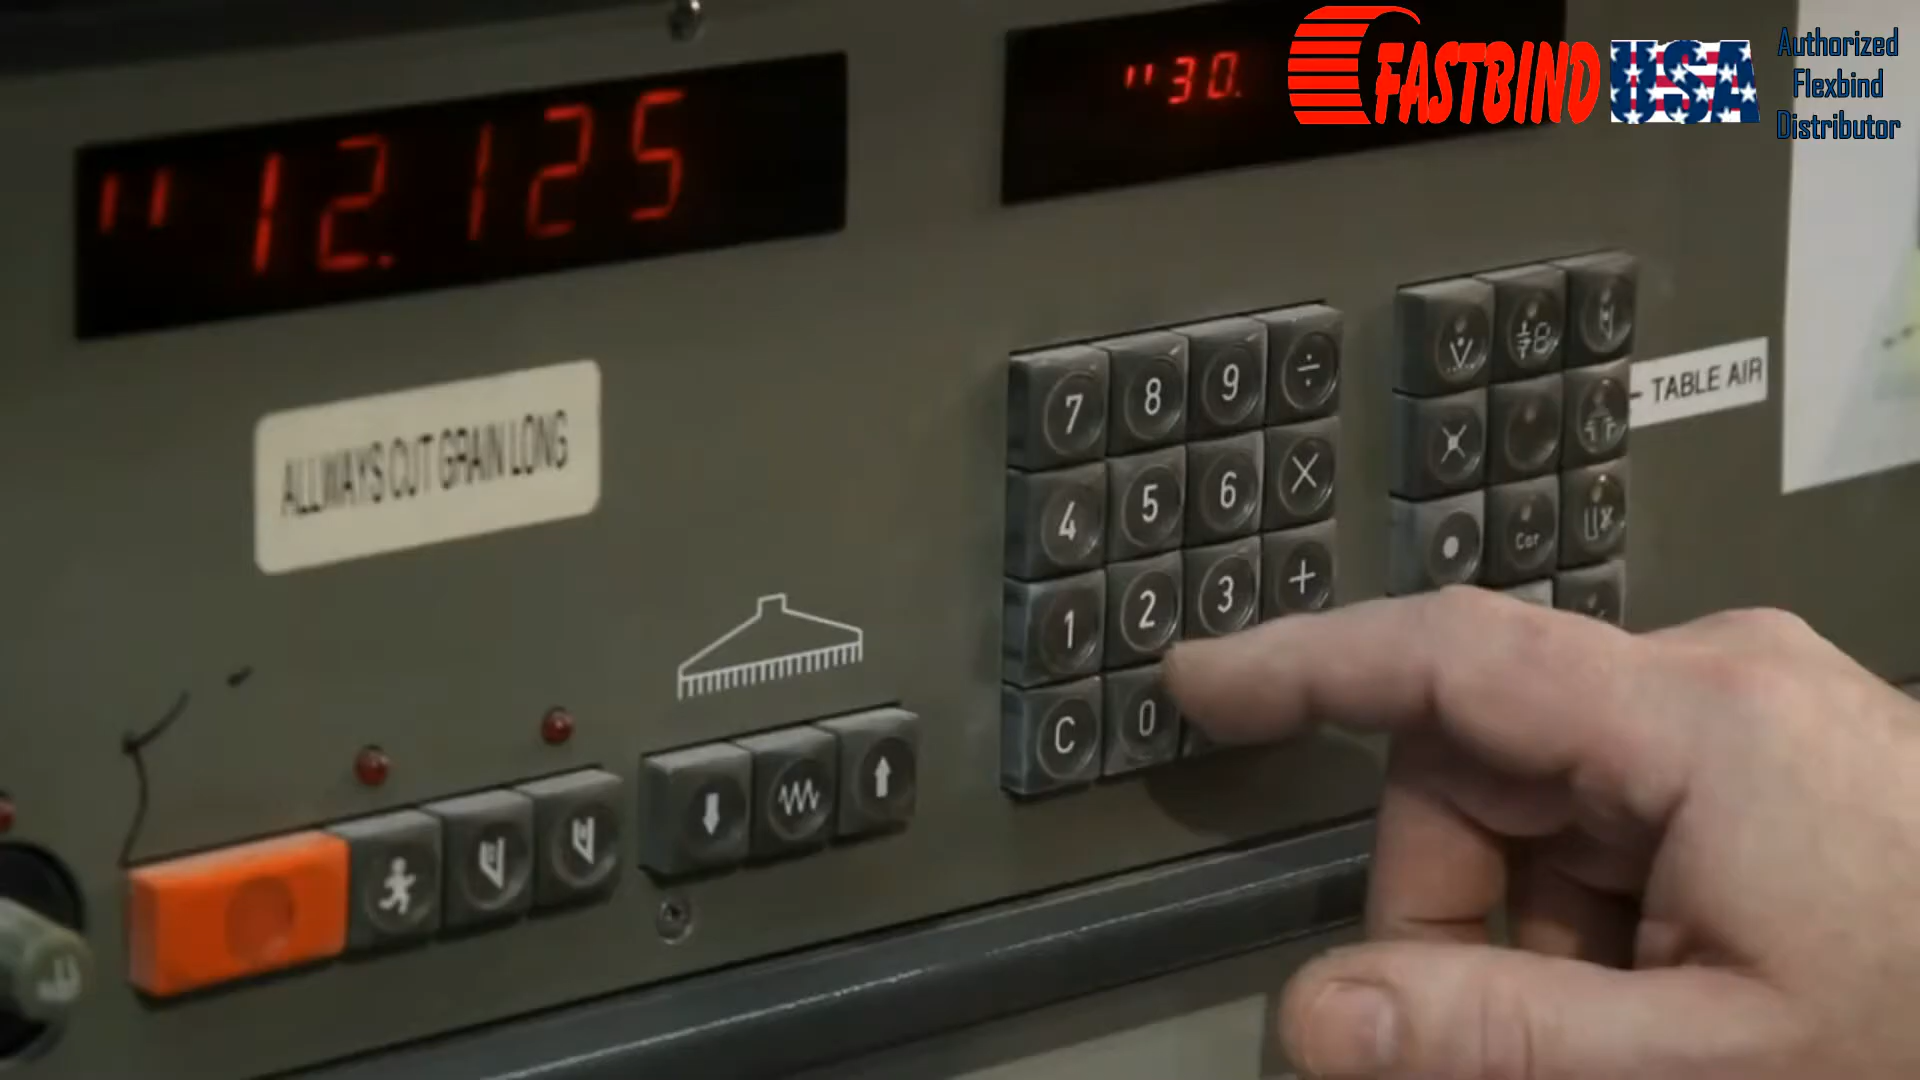 " 12.125
" 30.
FASTBIND USA
Authorized
Flexbind
Distributor
ALLWAYS CUT GRAIN LONG
TABLE AIR
7 8 9 ÷
4 5 6 ×
1 2 3 +
C 0
Cor